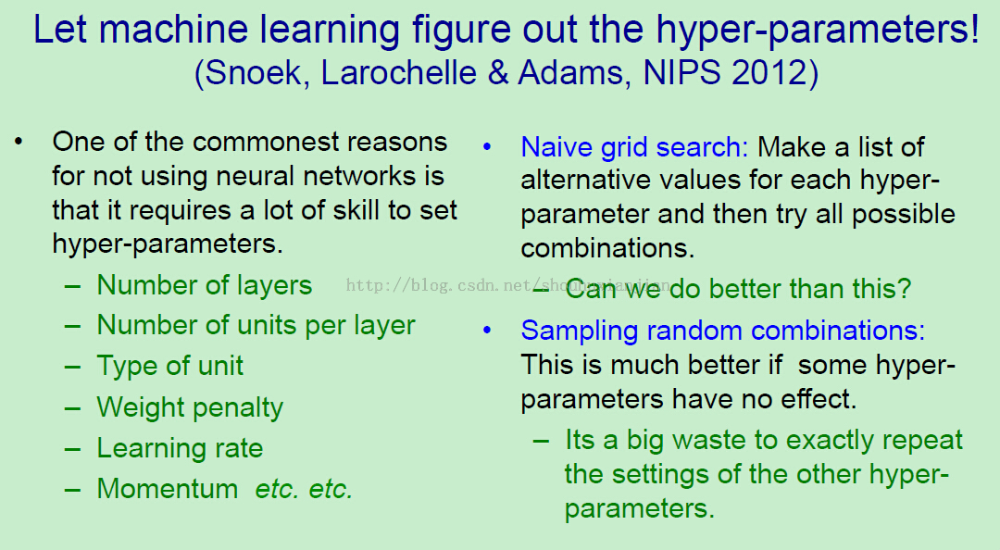 Let machine learning figure out the hyper-parameters!
(Snoek, Larochelle & Adams, NIPS 2012)
• One of the commonest reasons
for not using neural networks is
that it requires a lot of skill to set
hyper-parameters.
– Number of layers
– Number of units per layer
– Type of unit
– Weight penalty
– Learning rate
– Momentum etc. etc.
• Naive grid search: Make a list of
alternative values for each hyper-
parameter and then try all possible
combinations.
– Can we do better than this?
• Sampling random combinations:
This is much better if some hyper-
parameters have no effect.
– Its a big waste to exactly repeat
the settings of the other hyper-
parameters.
http://blog.csdn.net/shouhuxianjian